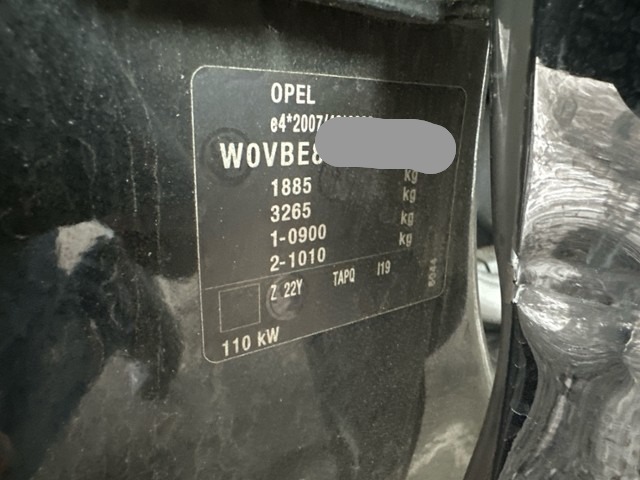 OPEL
e4*2007/
W0VBE8
1885 kg
3265 kg
1-0900 kg
2-1010 kg
Z 22Y TAPQ I19
110 kW